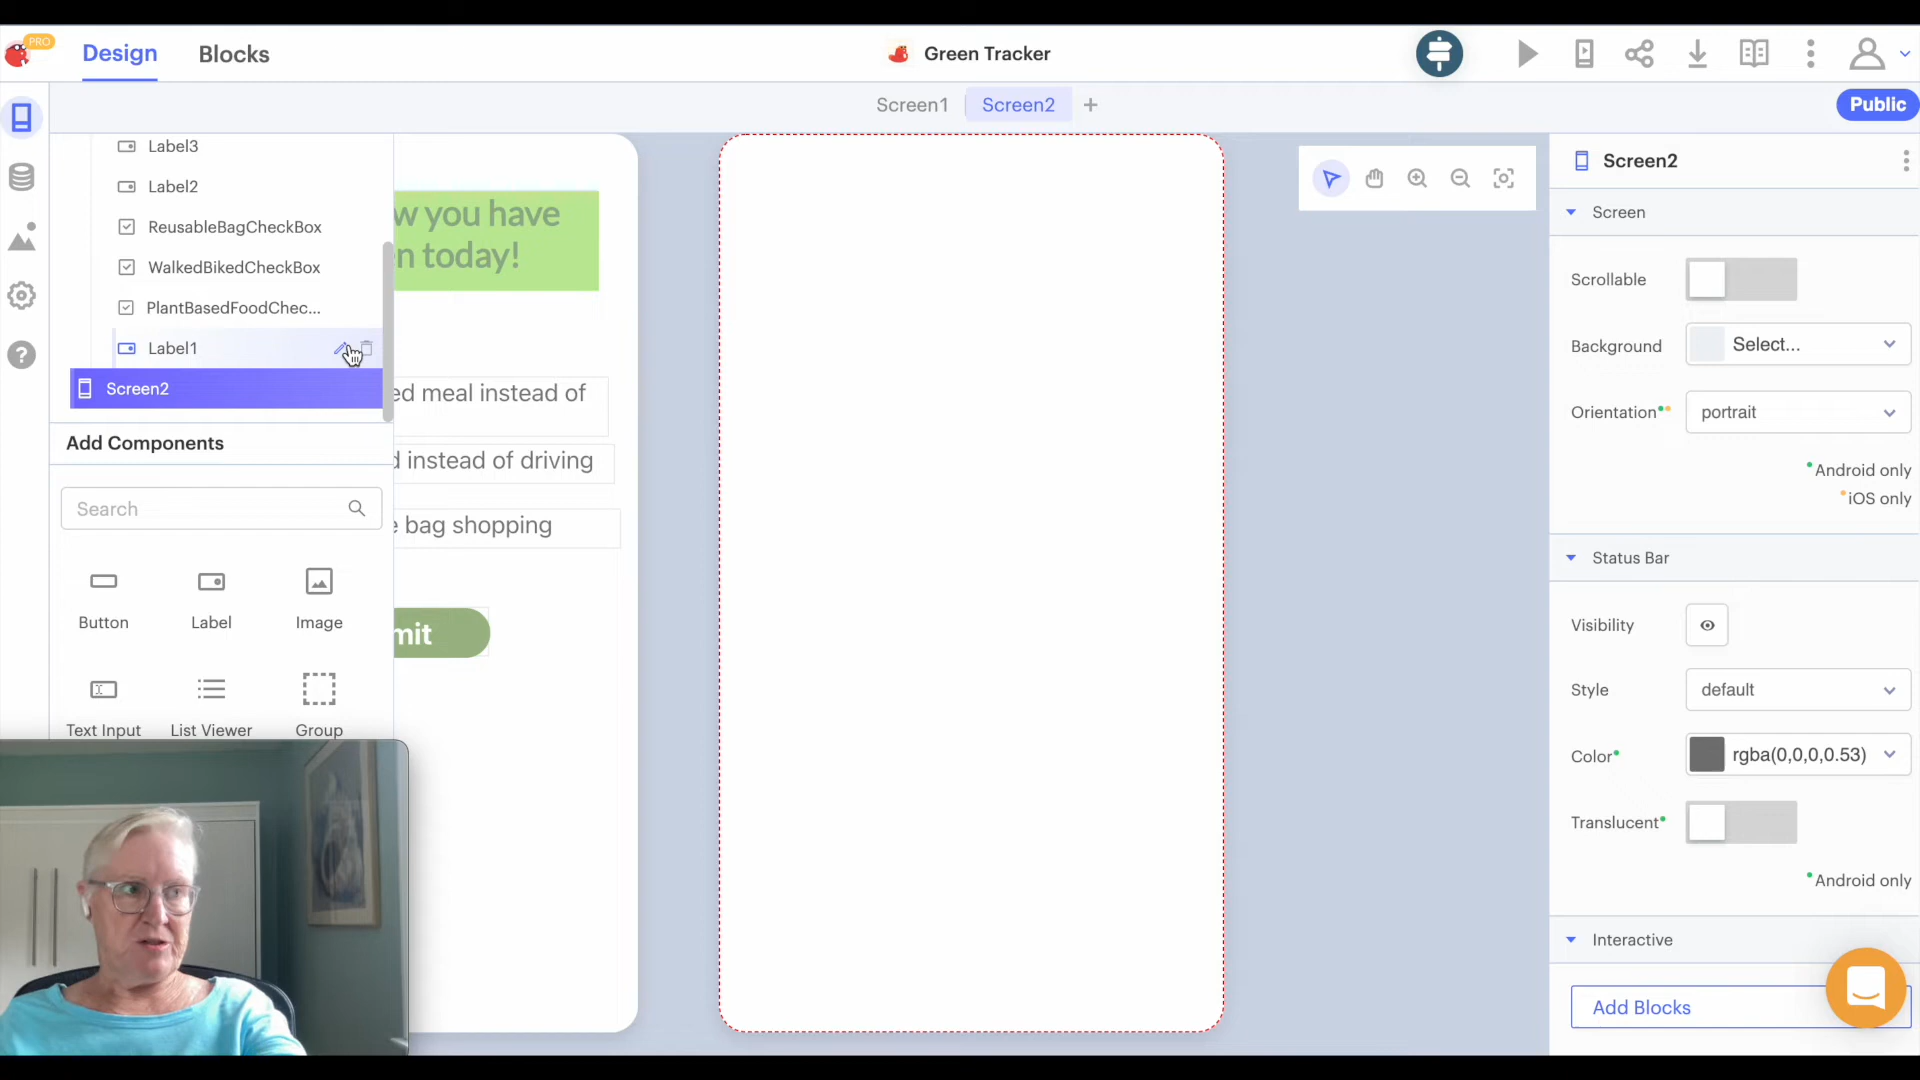 PRO
Design
Blocks
Green Tracker
Screen1
Screen2
+
Public
Label3
Label2
ReusableBagCheckBox
WalkedBikedCheckBox
PlantBasedFoodChec...
Label1
Screen2
Add Components
Search
Button
Label
Image
Text Input
List Viewer
Group
w you have
n today!
ed meal instead of
d instead of driving
e bag shopping
mit
Screen2
Screen
Scrollable
Background
Select...
Orientation
portrait
Android only
iOS only
Status Bar
Visibility
Style
default
Color
rgba(0,0,0,0.53)
Translucent
Android only
Interactive
Add Blocks